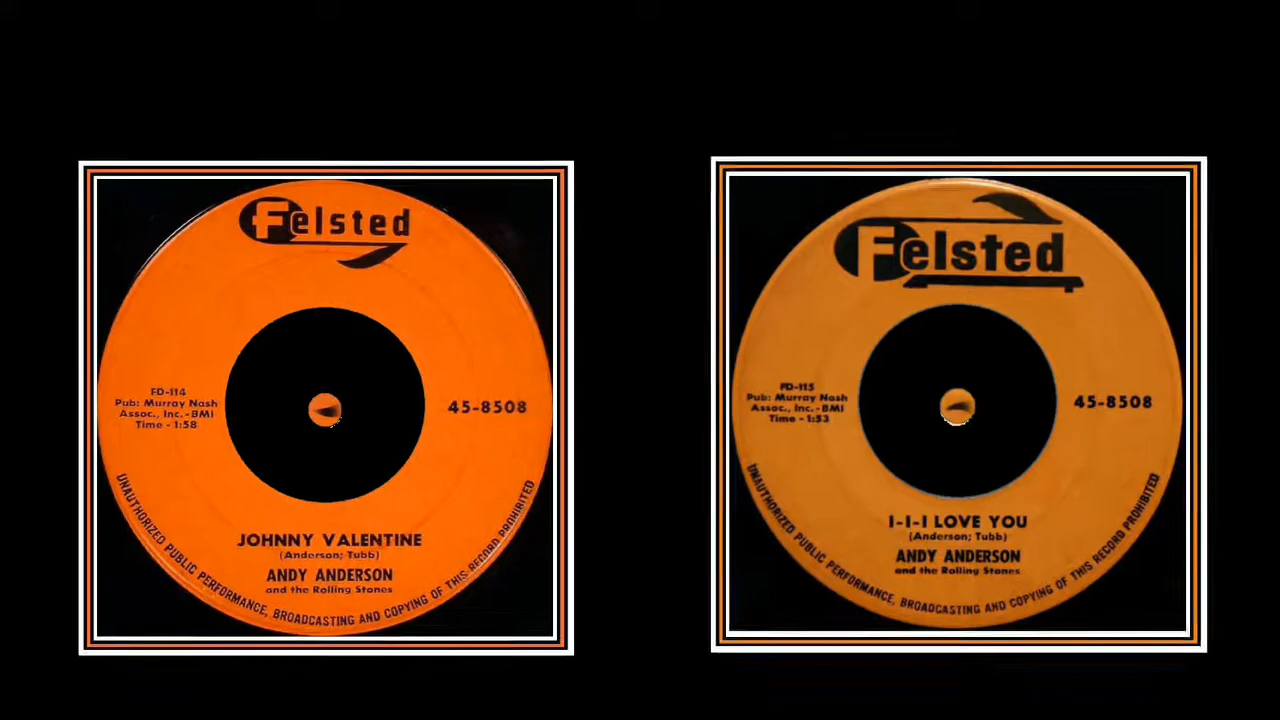 Felsted
FD-114
Pub: Murray Nash
Assoc., Inc.-BMI
Time - 1:58
45-8508
JOHNNY VALENTINE
(Anderson; Tubb)
ANDY ANDERSON
and the Rolling Stones
UNAUTHORIZED PUBLIC PERFORMANCE, BROADCASTING AND COPYING OF THIS RECORD PROHIBITED
Felsted
FD-115
Pub: Murray Nash
Assoc., Inc.-BMI
Time - 1:53
45-8508
I-I-I LOVE YOU
(Anderson; Tubb)
ANDY ANDERSON
and the Rolling Stones
UNAUTHORIZED PUBLIC PERFORMANCE, BROADCASTING AND COPYING OF THIS RECORD PROHIBITED